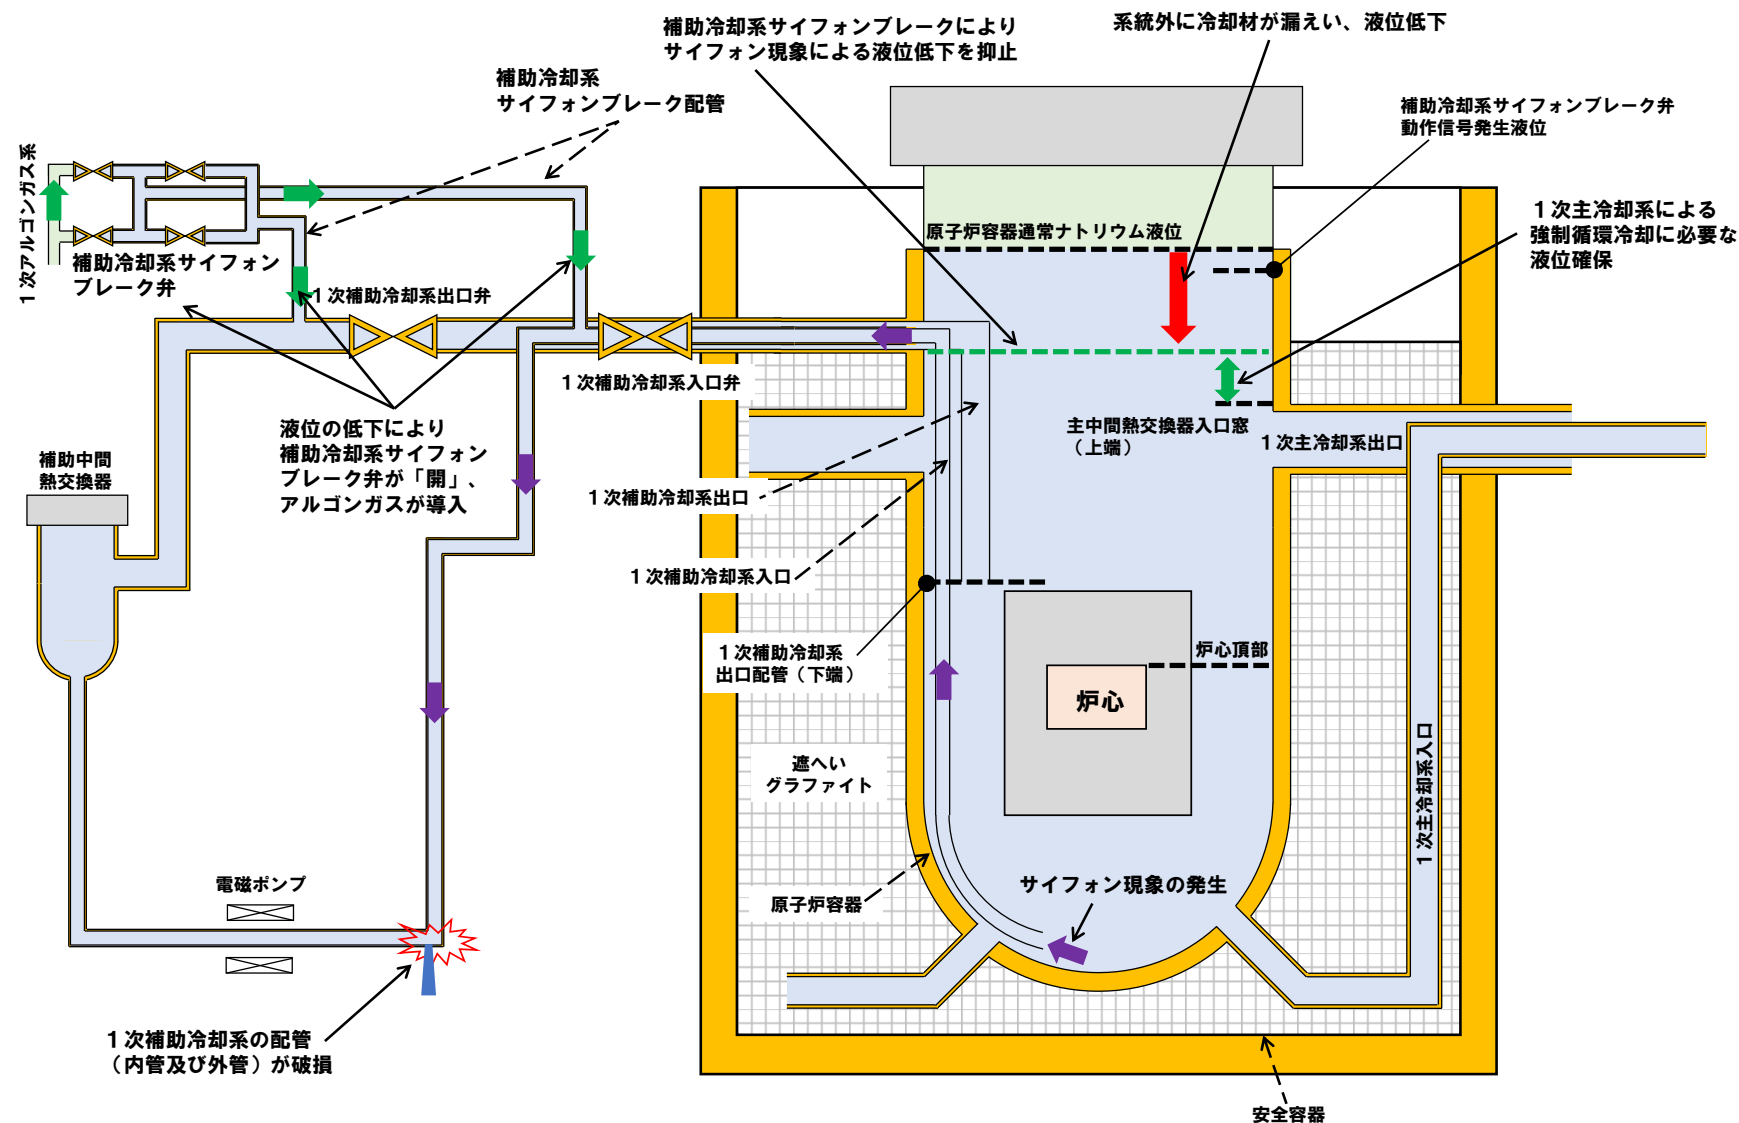 補助冷却系サイフォンブレークにより
サイフォン現象による液位低下を抑止
系統外に冷却材が漏えい、液位低下
補助冷却系
サイフォンブレーク配管
補助冷却系サイフォンブレーク弁
動作信号発生液位
1次アルゴンガス系
補助冷却系サイフォン
ブレーク弁
1次補助冷却系出口弁
原子炉容器通常ナトリウム液位
1次主冷却系による
強制循環冷却に必要な
液位確保
1次補助冷却系入口弁
液位の低下により
補助冷却系サイフォン
ブレーク弁が「開」、
アルゴンガスが導入
主中間熱交換器入口窓
（上端）
1次主冷却系出口
補助中間
熱交換器
1次補助冷却系出口
1次補助冷却系入口
1次補助冷却系
出口配管（下端）
炉心頂部
炉心
遮へい
グラファイト
1次主冷却系入口
電磁ポンプ
原子炉容器
サイフォン現象の発生
1次補助冷却系の配管
（内管及び外管）が破損
安全容器